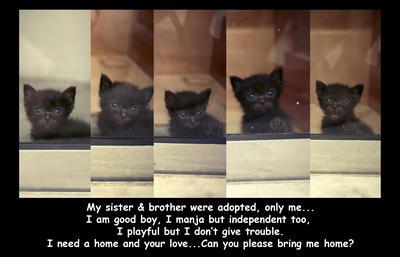 My sister & brother were adopted, only me...
I am good boy, I manja but independent too,
I playful but I don't give trouble.
I need a home and your love...Can you please bring me home?